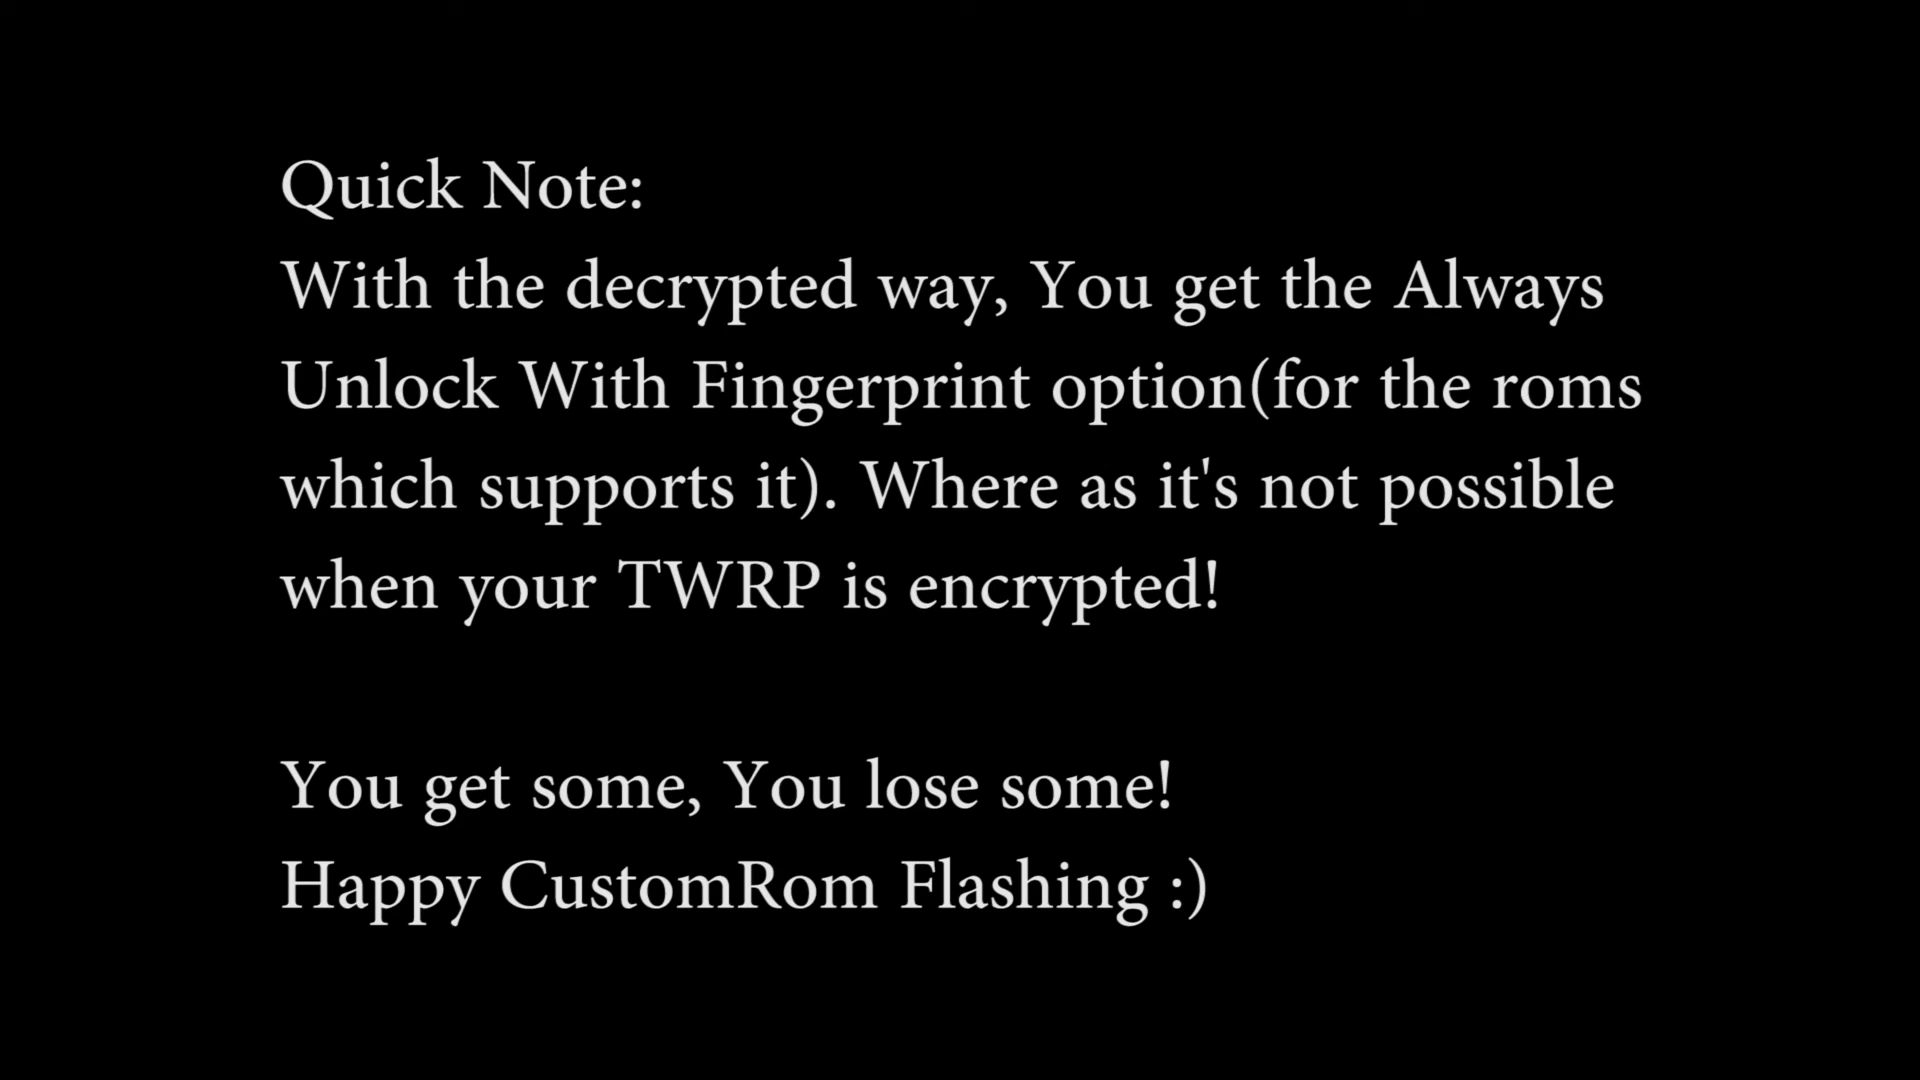 Quick Note:
With the decrypted way, You get the Always
Unlock With Fingerprint option(for the roms
which supports it). Where as it's not possible
when your TWRP is encrypted!
You get some, You lose some!
Happy CustomRom Flashing :)